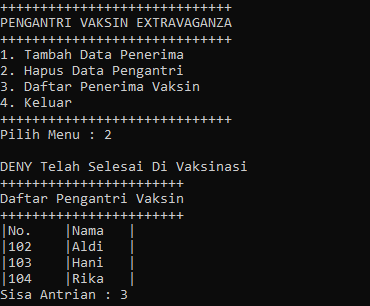 +++++++++++++++++++++++++++++
PENGANTRI VAKSIN EXTRAVAGANZA
+++++++++++++++++++++++++++++
1. Tambah Data Penerima
2. Hapus Data Pengantri
3. Daftar Penerima Vaksin
4. Keluar
+++++++++++++++++++++++++++++
Pilih Menu : 2
DENY Telah Selesai Di Vaksinasi
+++++++++++++++++++++++
Daftar Pengantri Vaksin
+++++++++++++++++++++++
|No.    |Nama   |
|102    |Aldi   |
|103    |Hani   |
|104    |Rika   |
Sisa Antrian : 3